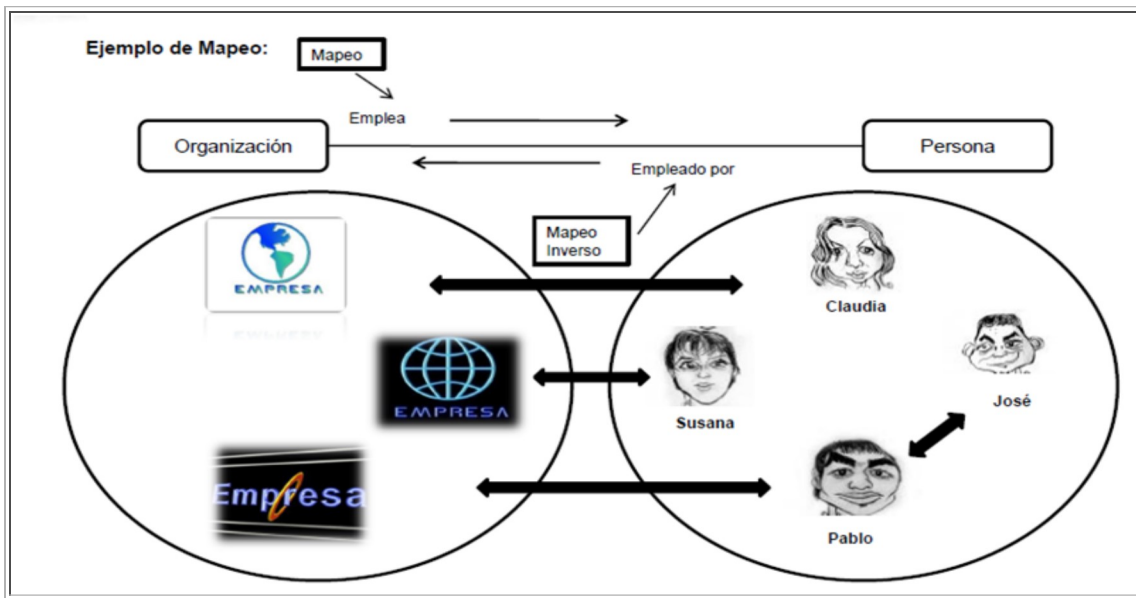 Ejemplo de Mapeo:
Mapeo
Emplea
Organización
Persona
Empleado por
Mapeo
Inverso
EMPRESA
Claudia
EMPRESA
Susana
José
Empresa
Pablo